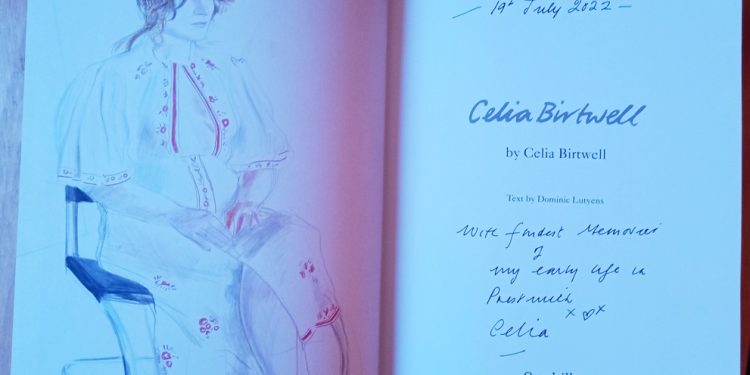 — 19th July 2022 —
Celia Birtwell
by Celia Birtwell
Text by Dominic Lutyens
With fondest Memories
of
my early life in
Prestwich
x ♡ x
Celia
—